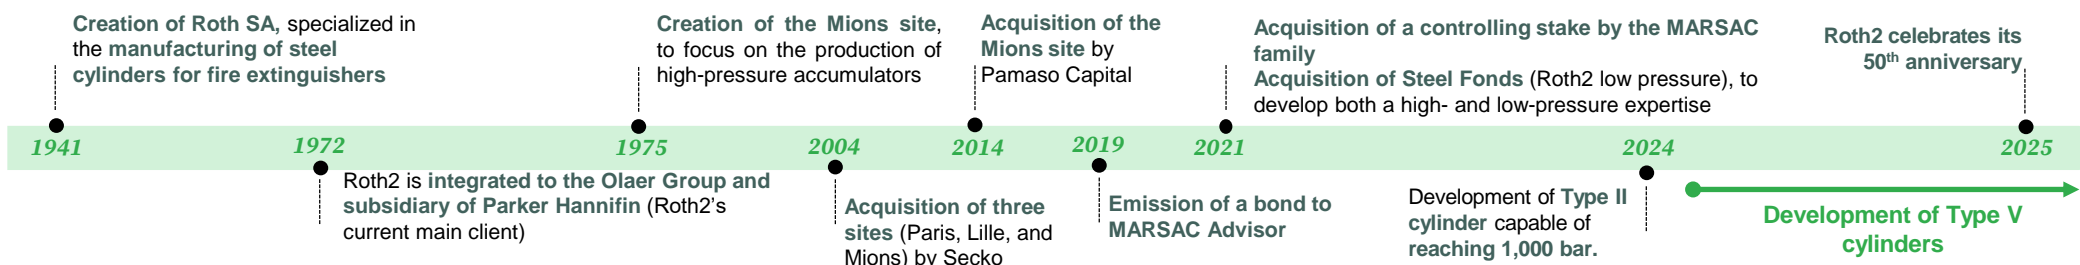 Creation of Roth SA, specialized in
the manufacturing of steel
cylinders for fire extinguishers
Creation of the Mions site,
to focus on the production of
high-pressure accumulators
Acquisition of the
Mions site by
Pamaso Capital
Acquisition of a controlling stake by the MARSAC
family
Acquisition of Steel Fonds (Roth2 low pressure), to
develop both a high- and low-pressure expertise
Roth2 celebrates its
50th anniversary
1941
1972
1975
2004
2014
2019
2021
2024
2025
Roth2 is integrated to the Olaer Group and
subsidiary of Parker Hannifin (Roth2's
current main client)
Acquisition of three
sites (Paris, Lille, and
Mions) by Secko
Emission of a bond to
MARSAC Advisor
Development of Type II
cylinder capable of
reaching 1,000 bar.
Development of Type V
cylinders